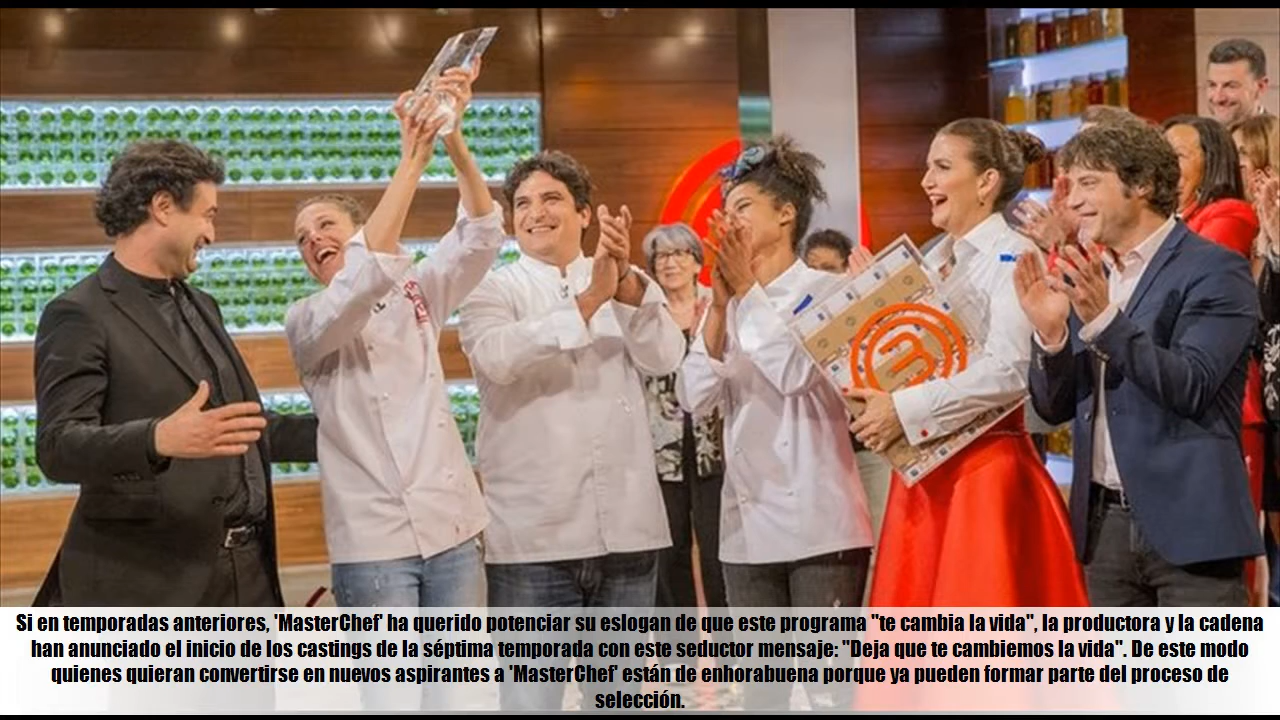 Si en temporadas anteriores, 'MasterChef' ha querido potenciar su eslogan de que este programa "te cambia la vida", la productora y la cadena
han anunciado el inicio de los castings de la séptima temporada con este seductor mensaje: "Deja que te cambiemos la vida". De este modo
quienes quieran convertirse en nuevos aspirantes a 'MasterChef' están de enhorabuena porque ya pueden formar parte del proceso de
selección.